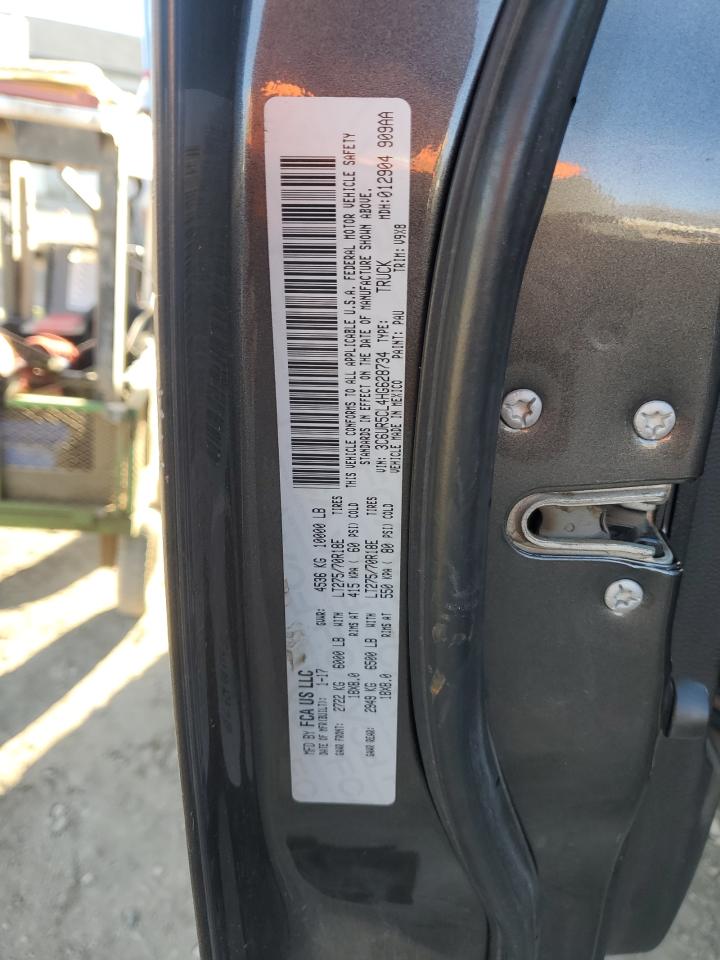 MFD BY FCA US LLC
DATE OF MFR(BUILT): 1-17 GVWR: 4536 KG 10000 LB
GAWR FRONT: 2722 KG 6000 LB WITH LT275/70R18E TIRES
18X8.0 RIMS AT 415 KPA ( 60 PSI) COLD
GAWR REAR: 2949 KG 6500 LB WITH LT275/70R18E TIRES
18X8.0 RIMS AT 550 KPA ( 80 PSI) COLD
THIS VEHICLE CONFORMS TO ALL APPLICABLE U.S.A. FEDERAL MOTOR VEHICLE SAFETY
STANDARDS IN EFFECT ON THE DATE OF MANUFACTURE SHOWN ABOVE.
VIN: 3C6UR5CL4HG628734 TYPE: TRUCK MDH:012904 909AA
VEHICLE MADE IN MEXICO PAINT: PAU TRIM: V9X8